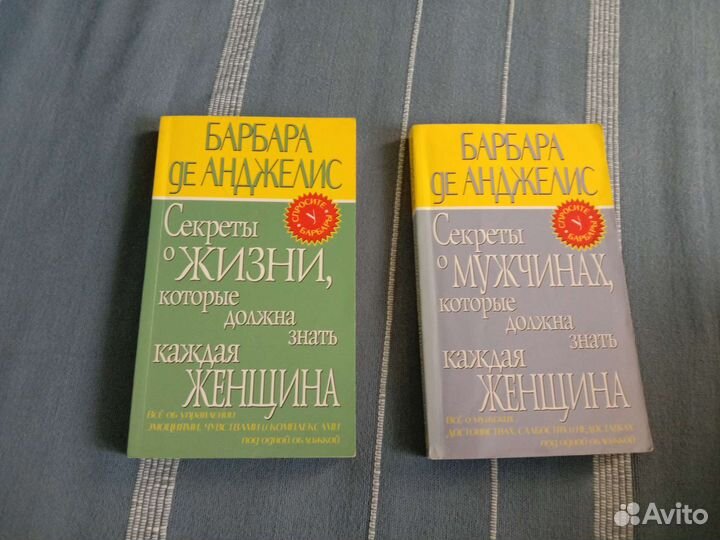 БАРБАРА
де АНДЖЕЛИС
СПРОСИТЕ
У
БАРБАРЫ
Секреты
о ЖИЗНИ,
которые
должна
знать
каждая
ЖЕНЩИНА
Всё об управлении
эмоциями, чувствами и комплексами
под одной обложкой
БАРБАРА
де АНДЖЕЛИС
СПРОСИТЕ
У
БАРБАРЫ
Секреты
о МУЖЧИНАХ,
которые
должна
знать
каждая
ЖЕНЩИНА
Всё о мужских
достоинствах, слабостях и недостатках
под одной обложкой
Avito